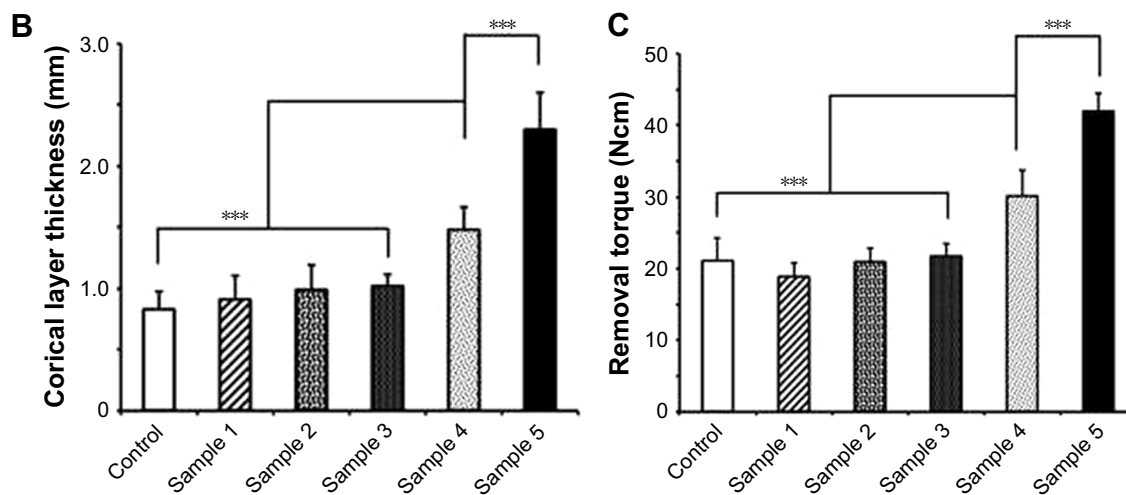 B
Corical layer thickness (mm)
3.0
2.0
1.0
0
***
***
Control
Sample 1
Sample 2
Sample 3
Sample 4
Sample 5
C
Removal torque (Ncm)
50
40
30
20
10
0
***
***
Control
Sample 1
Sample 2
Sample 3
Sample 4
Sample 5